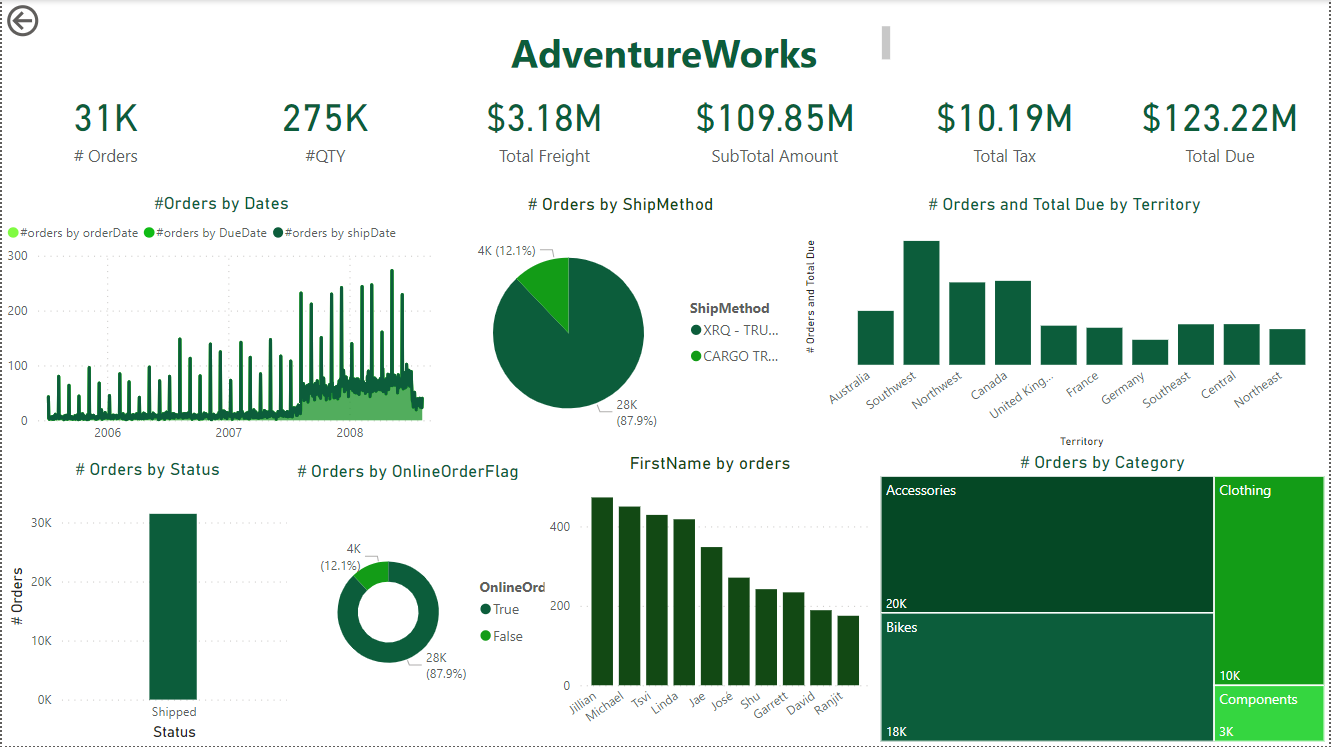 AdventureWorks
31K
# Orders
275K
#QTY
$3.18M
Total Freight
$109.85M
SubTotal Amount
$10.19M
Total Tax
$123.22M
Total Due
#Orders by Dates
#orders by orderDate #orders by DueDate #orders by shipDate
300
200
100
0
2006 2007 2008
# Orders by ShipMethod
4K (12.1%)
28K
(87.9%)
ShipMethod
XRQ - TRU...
CARGO TR...
# Orders and Total Due by Territory
# Orders and Total Due
Australia
Southwest
Northwest
Canada
United King...
France
Germany
Southeast
Central
Northeast
Territory
# Orders by Status
# Orders
30K
20K
10K
0K
Shipped
Status
# Orders by OnlineOrderFlag
4K
(12.1%)
28K
(87.9%)
OnlineOrd
True
False
FirstName by orders
400
200
0
Jillian
Michael
Tsvi
Linda
Jae
José
Shu
Garrett
David
Ranjit
# Orders by Category
Accessories
20K
Bikes
18K
Clothing
10K
Components
3K